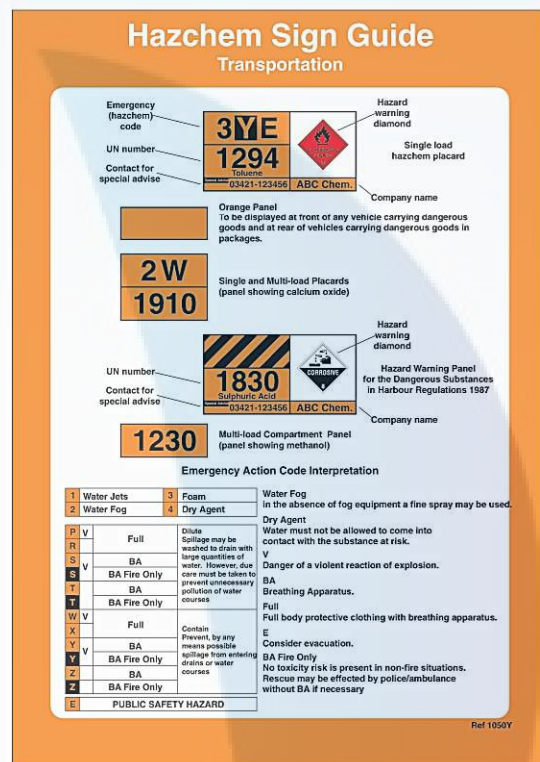 Hazchem Sign Guide
Transportation
Emergency
(hazchem)
code
UN number
Contact for
special advise
3YE
1294
Toluene
03421-123456
ABC Chem.
Hazard
warning
diamond
Single load
hazchem placard
Company name
Orange Panel
To be displayed at front of any vehicle carrying dangerous
goods and at rear of vehicles carrying dangerous goods in
packages.
2 W
1910
Single and Multi-load Placards
(panel showing calcium oxide)
UN number
Contact for
special advise
1830
Sulphuric Acid
03421-123456
ABC Chem.
CORROSIVE
Hazard
warning
diamond
Hazard Warning Panel
for the Dangerous Substances
in Harbour Regulations 1987
Company name
1230
Multi-load Compartment Panel
(panel showing methanol)
Emergency Action Code Interpretation
1 Water Jets 3 Foam
2 Water Fog 4 Dry Agent
P V Full
R
S V BA
S BA Fire Only
T BA
T BA Fire Only
Dilute
Spillage may be
washed to drain with
large quantities of
water. However, due
care must be taken to
prevent unnecessary
pollution of water
courses
W V Full
X
Y V BA
Y BA Fire Only
Z BA
Z BA Fire Only
Contain
Prevent, by any
means possible
spillage from entering
drains or water
courses
E PUBLIC SAFETY HAZARD
Water Fog
in the absence of fog equipment a fine spray may be used.
Dry Agent
Water must not be allowed to come into
contact with the substance at risk.
V
Danger of a violent reaction of explosion.
BA
Breathing Apparatus.
Full
Full body protective clothing with breathing apparatus.
E
Consider evacuation.
BA Fire Only
No toxicity risk is present in non-fire situations.
Rescue may be effected by police/ambulance
without BA if necessary
Ref 1050Y